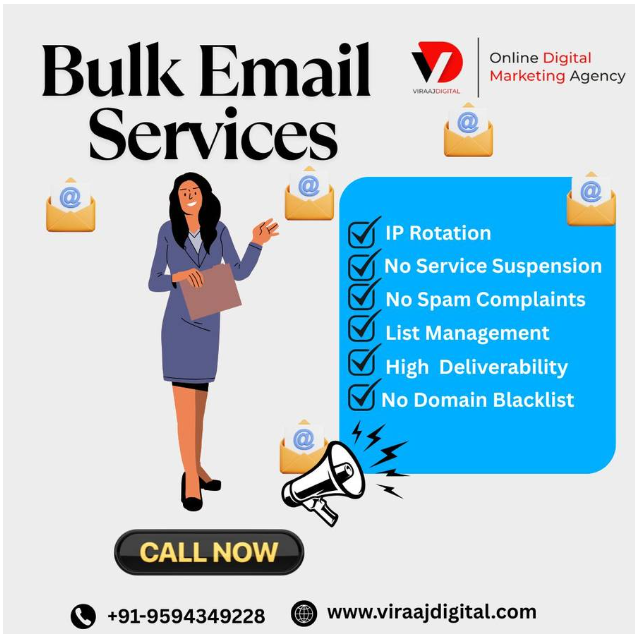 Bulk Email
Services
VIRAAJDIGITAL
Online Digital
Marketing Agency
@
@
@
@
IP Rotation
No Service Suspension
No Spam Complaints
List Management
High Deliverability
No Domain Blacklist
@
CALL NOW
+91-9594349228
www.viraajdigital.com